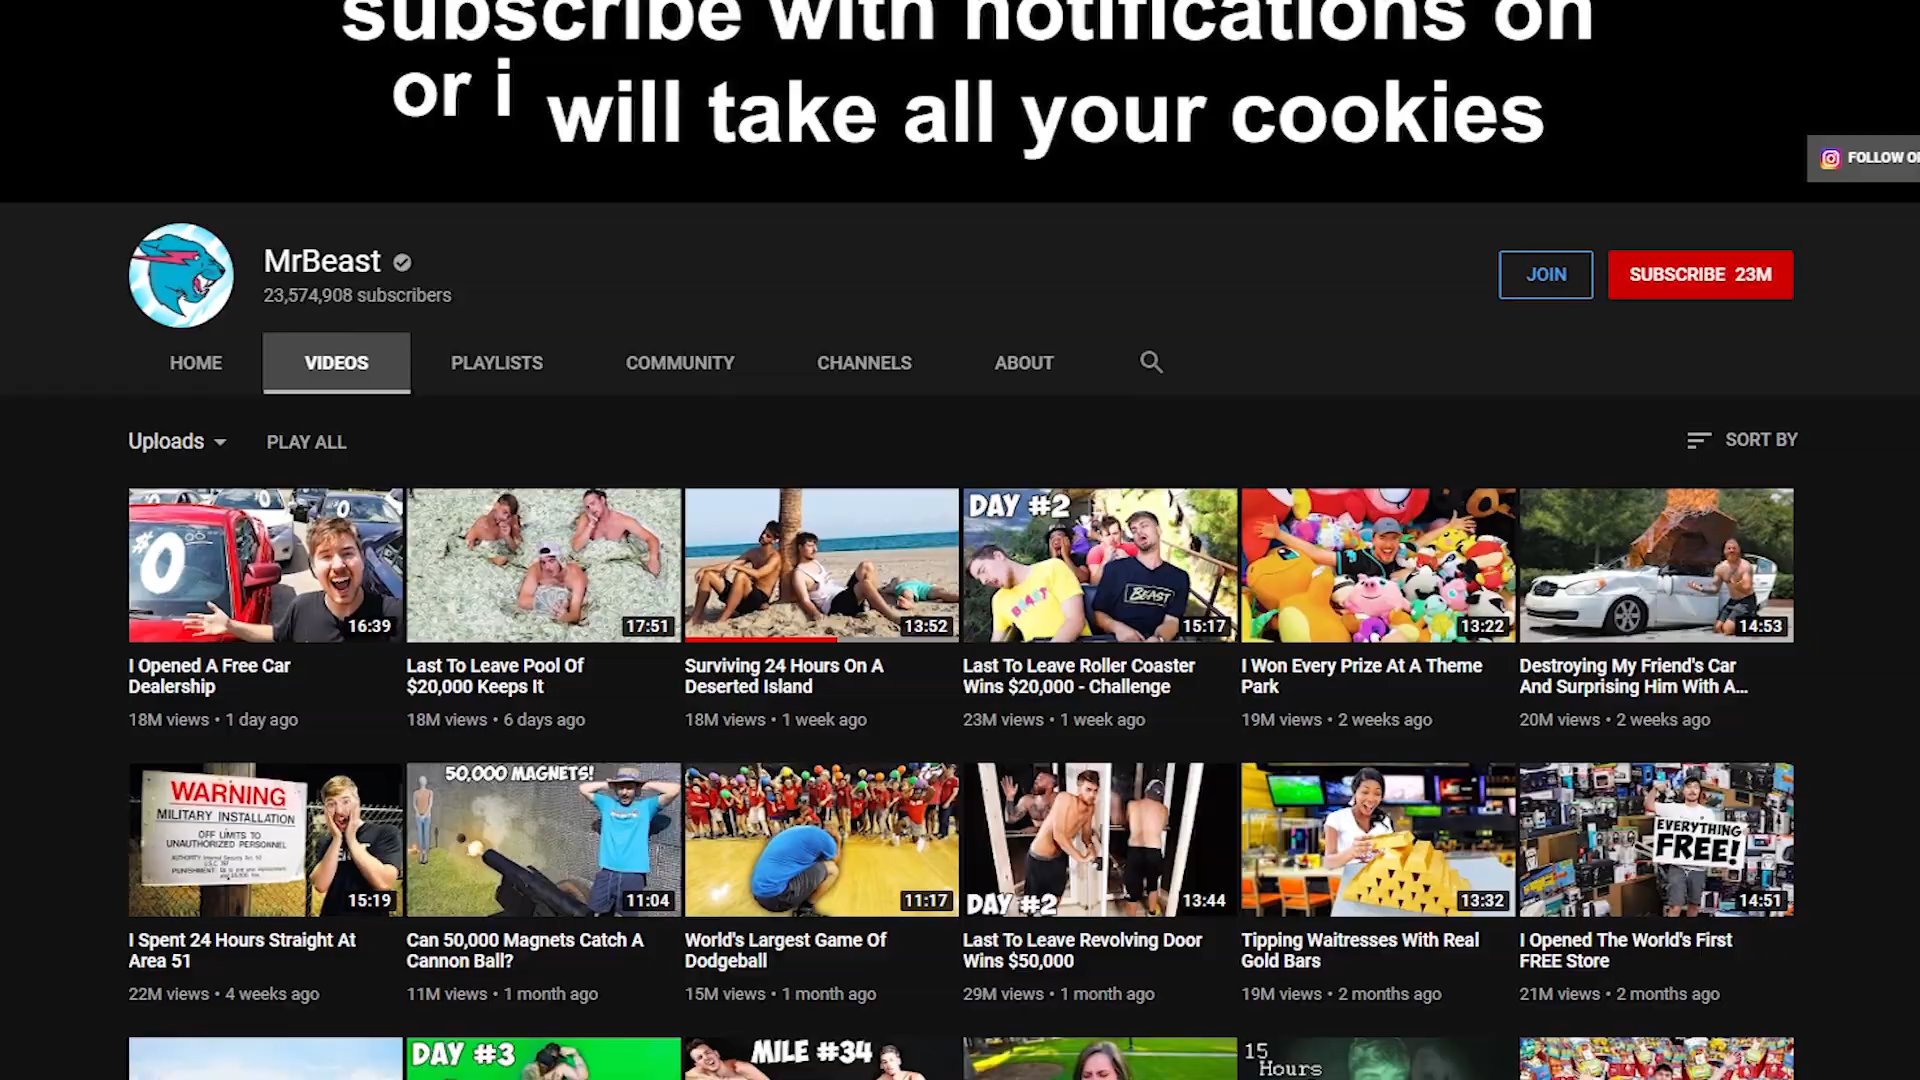 subscribe with notifications on
or i will take all your cookies
FOLLOW
MrBeast
23,574,908 subscribers
JOIN
SUBSCRIBE 23M
HOME
VIDEOS
PLAYLISTS
COMMUNITY
CHANNELS
ABOUT
Uploads
PLAY ALL
SORT BY
$0
16:39
17:51
13:52
DAY #2
BEAST
BEAST
15:17
13:22
14:53
I Opened A Free Car
Dealership
18M views • 1 day ago
Last To Leave Pool Of
$20,000 Keeps It
18M views • 6 days ago
Surviving 24 Hours On A
Deserted Island
18M views • 1 week ago
Last To Leave Roller Coaster
Wins $20,000 - Challenge
23M views • 1 week ago
I Won Every Prize At A Theme
Park
19M views • 2 weeks ago
Destroying My Friend's Car
And Surprising Him With A...
20M views • 2 weeks ago
WARNING
MILITARY INSTALLATION
OFF LIMITS TO
UNAUTHORIZED PERSONNEL
15:19
50,000 MAGNETS!
11:04
11:17
DAY #2
13:44
13:32
EVERYTHING
FREE!
14:51
I Spent 24 Hours Straight At
Area 51
22M views • 4 weeks ago
Can 50,000 Magnets Catch A
Cannon Ball?
11M views • 1 month ago
World's Largest Game Of
Dodgeball
15M views • 1 month ago
Last To Leave Revolving Door
Wins $50,000
29M views • 1 month ago
Tipping Waitresses With Real
Gold Bars
19M views • 2 months ago
I Opened The World's First
FREE Store
21M views • 2 months ago
DAY #3
MILE #34
15
Hours